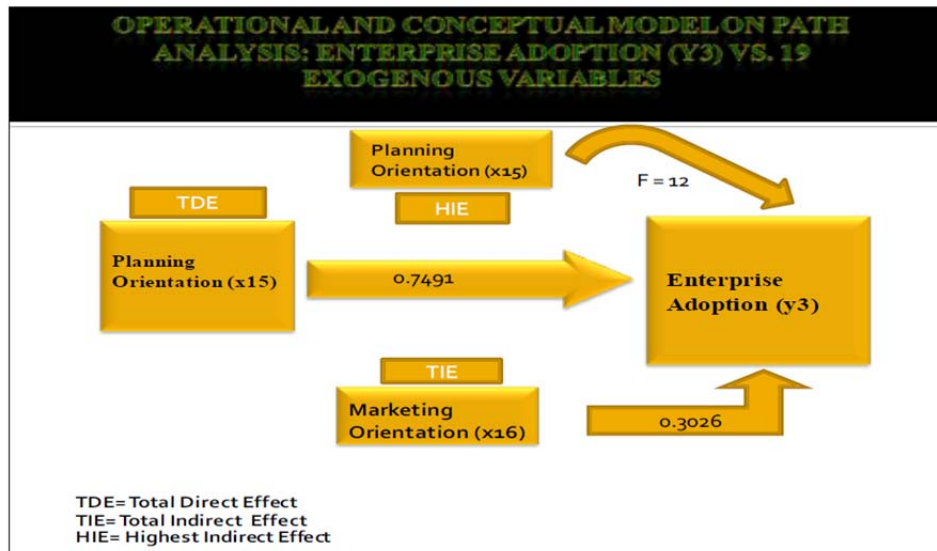 OPERATIONAL AND CONCEPTUAL MODEL ON PATH
ANALYSIS: ENTERPRISE ADOPTION (Y3) VS. 19
EXOGENOUS VARIABLES
Planning
Orientation (x15)
F = 12
TDE
HIE
Planning
Orientation (x15)
0.7491
Enterprise
Adoption (y3)
TIE
Marketing
Orientation (x16)
0.3026
TDE= Total Direct Effect
TIE= Total Indirect Effect
HIE= Highest Indirect Effect